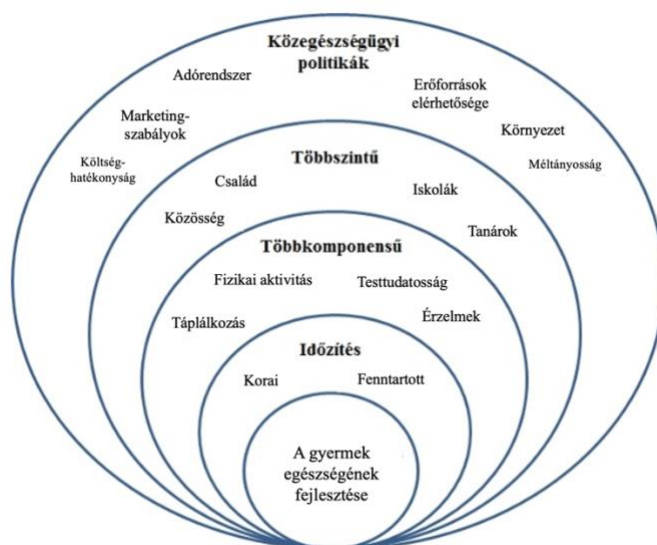 Közegészségügyi
politikák
Adórendszer
Erőforrások
elérhetősége
Marketing-
szabályok
Környezet
Költség-
hatékonyság
Méltányosság
Többszintű
Család
Iskolák
Közösség
Tanárok
Többkomponensű
Fizikai aktivitás
Testtudatosság
Táplálkozás
Érzelmek
Időzítés
Korai
Fenntartott
A gyermek
egészségének
fejlesztése